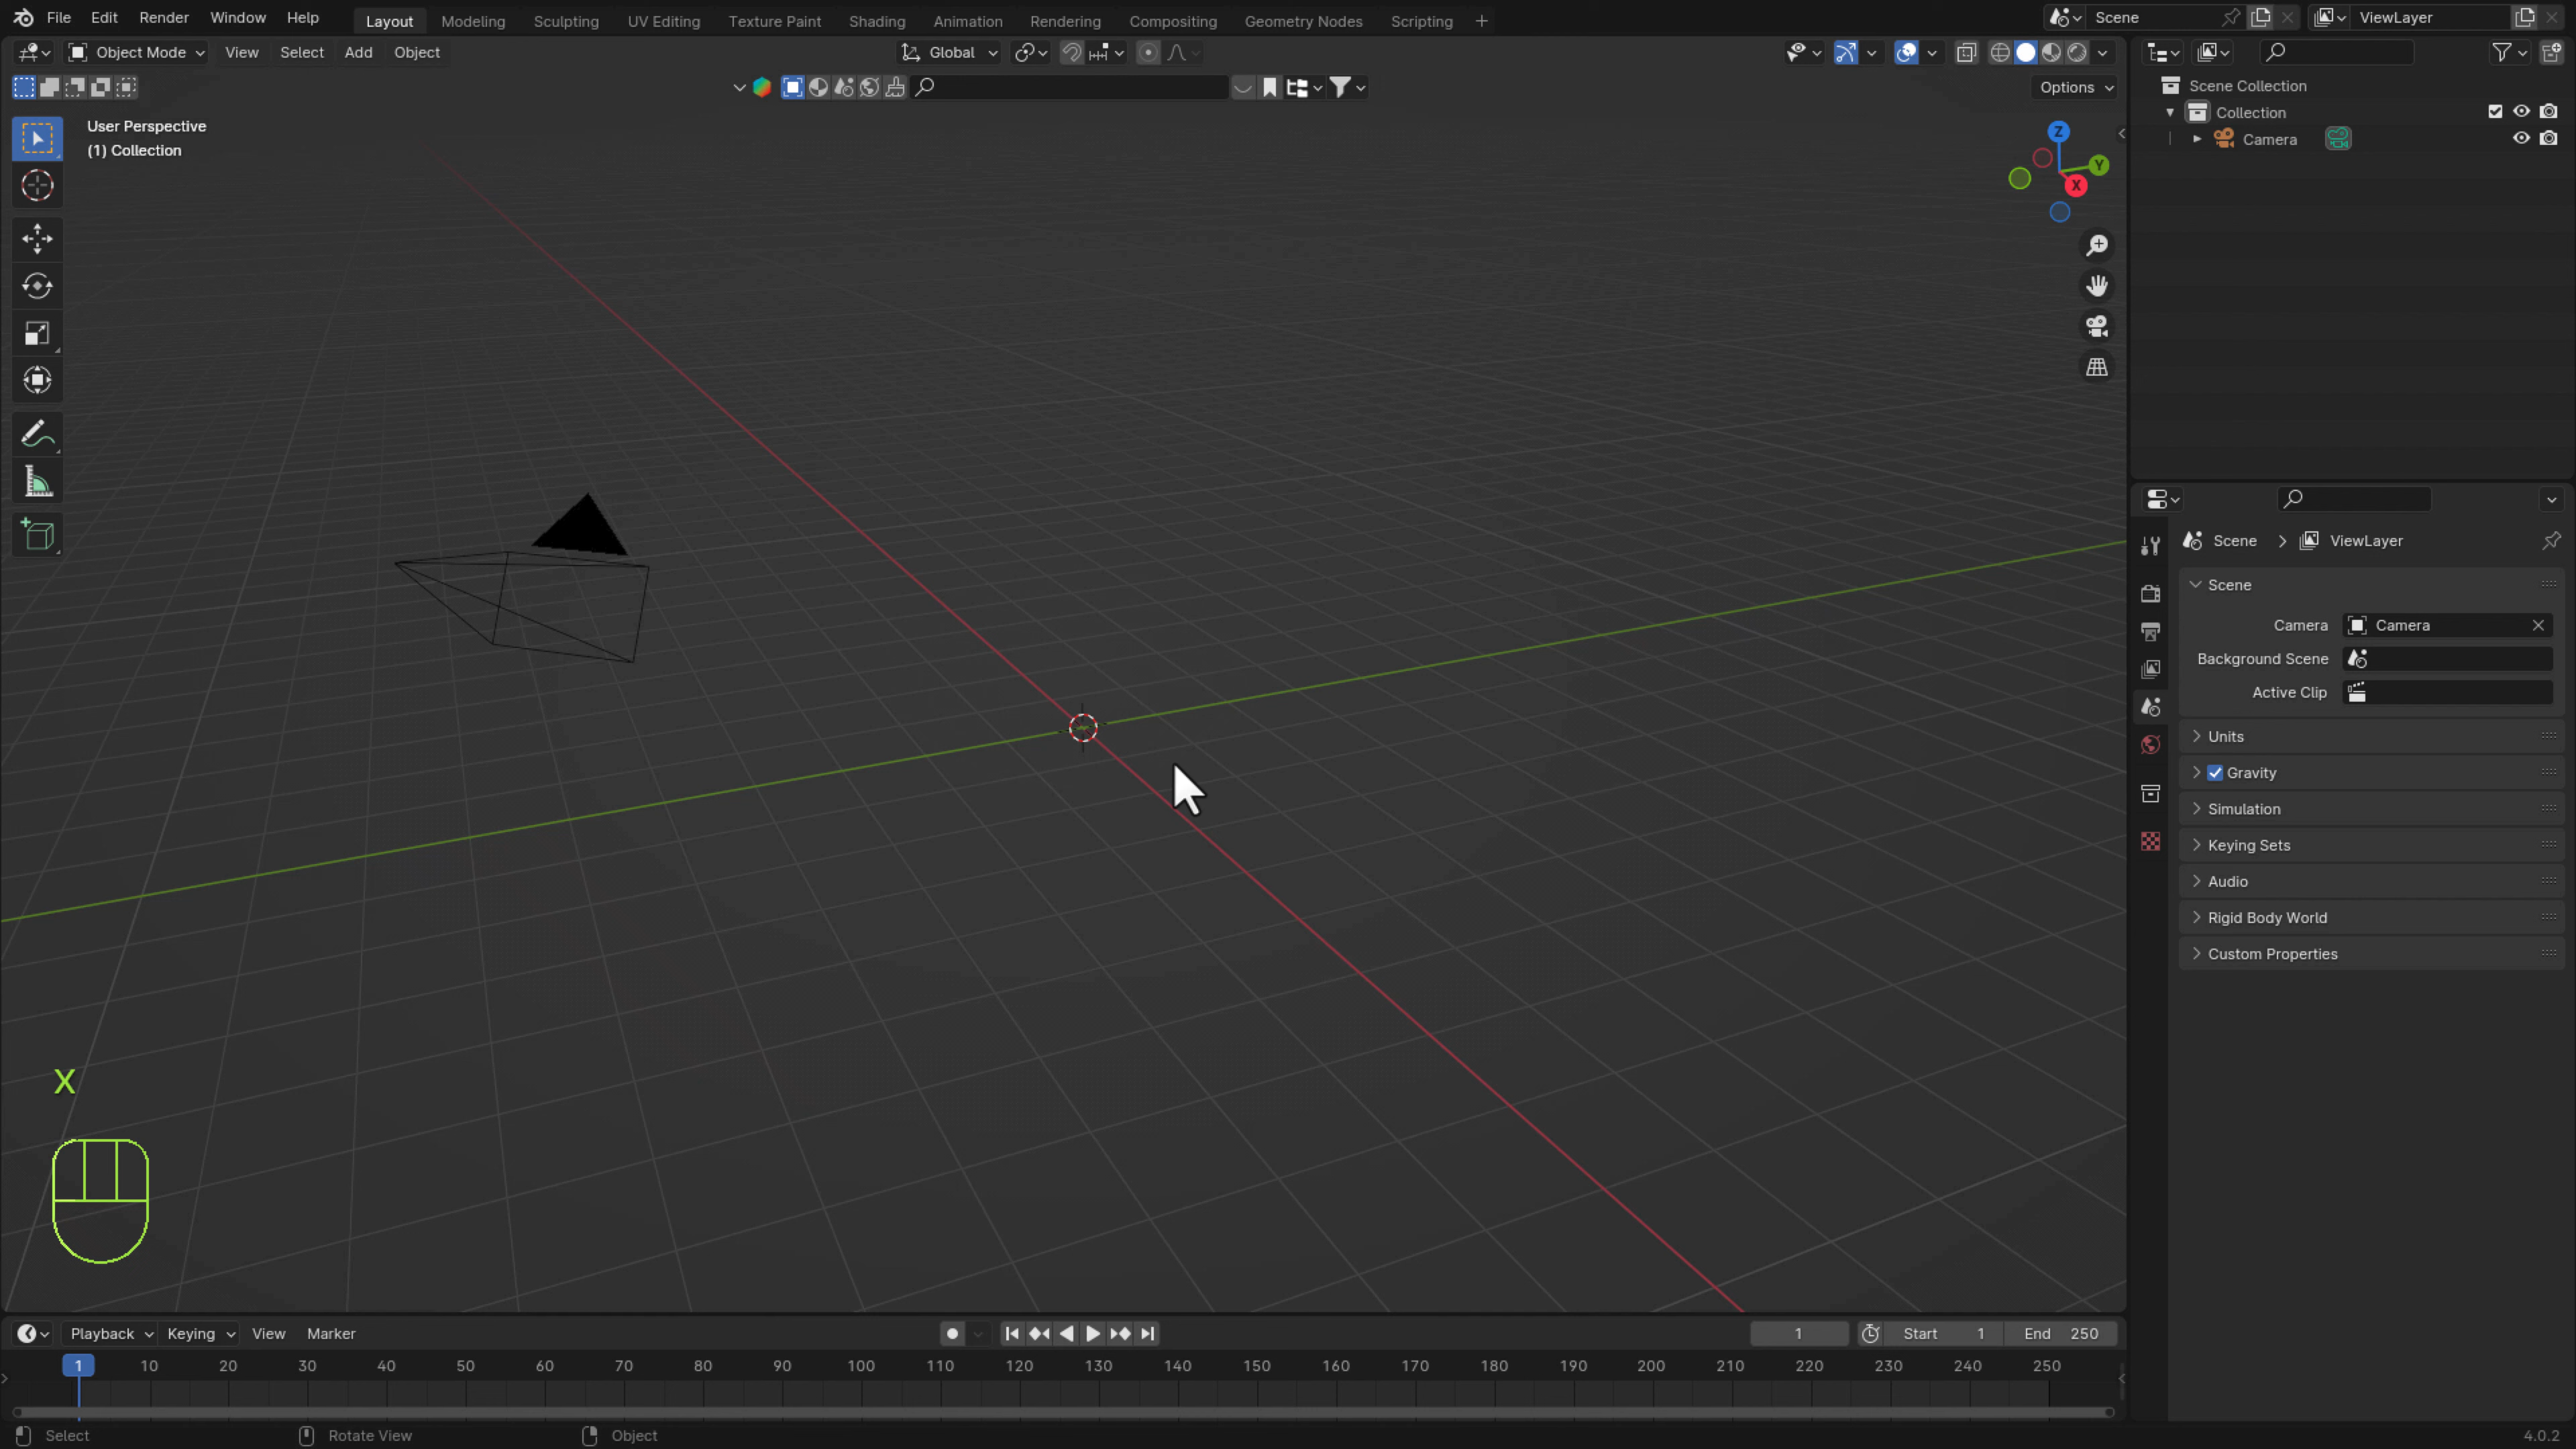 File Edit Render Window Help Layout Modeling Sculpting UV Editing Texture Paint Shading Animation Rendering Compositing Geometry Nodes Scripting + Scene ViewLayer
Object Mode View Select Add Object Global
Options
User Perspective
(1) Collection
Z
Y
X
Scene Collection
Collection
Camera
Scene > ViewLayer
Scene
Camera Camera
Background Scene
Active Clip
Units
Gravity
Simulation
Keying Sets
Audio
Rigid Body World
Custom Properties
X
Playback Keying View Marker 1 Start 1 End 250
1 10 20 30 40 50 60 70 80 90 100 110 120 130 140 150 160 170 180 190 200 210 220 230 240 250
Select Rotate View Object 4.0.2